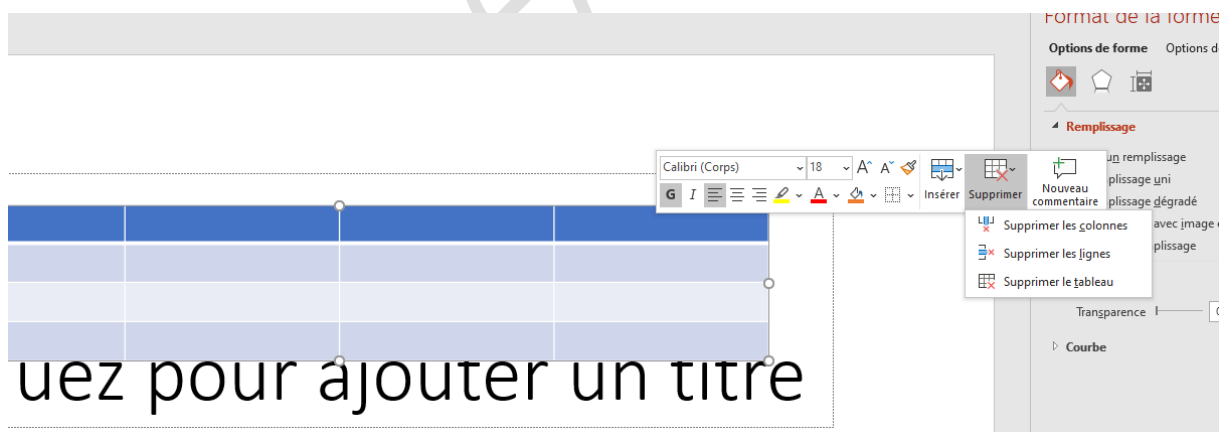 Format de la forme
Options de forme Options d
Remplissage
un remplissage
plissage uni
plissage dégradé
avec image
plissage
Calibri (Corps) 18 A A
G I A Insérer Supprimer Nouveau commentaire
Supprimer les colonnes
Supprimer les lignes
Supprimer le tableau
Transparence
Courbe
uez pour ajouter un titre